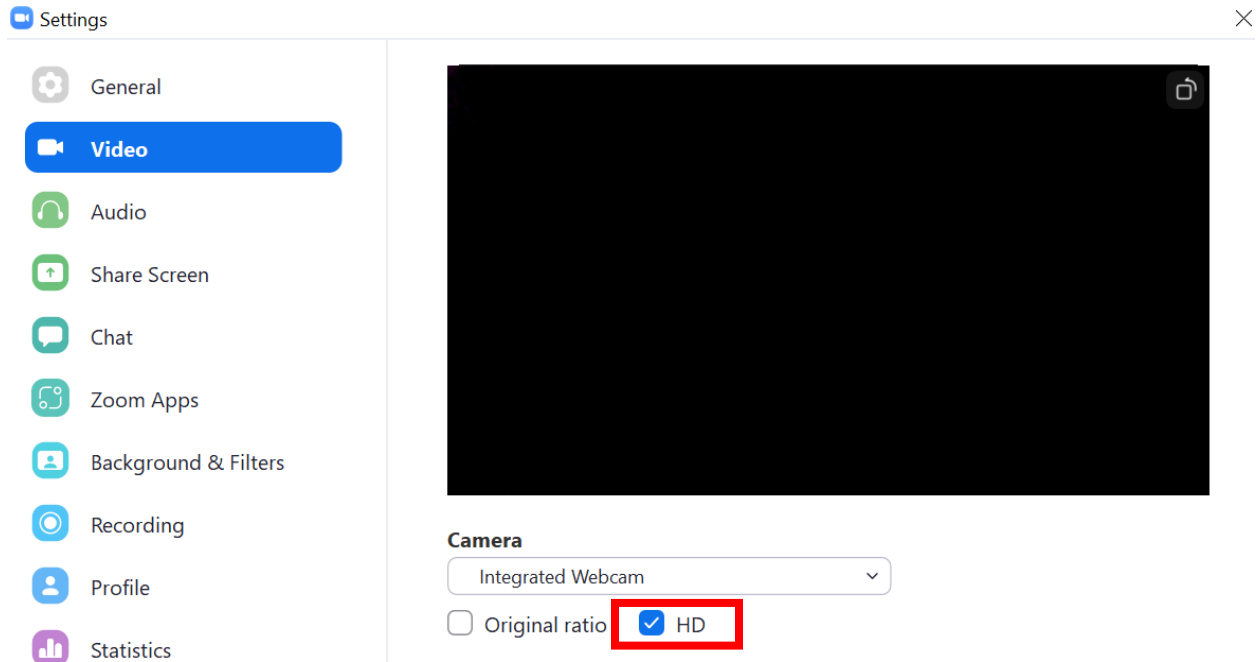 Settings
General
Video
Audio
Share Screen
Chat
Zoom Apps
Background & Filters
Recording
Profile
Statistics
Camera
Integrated Webcam
Original ratio HD